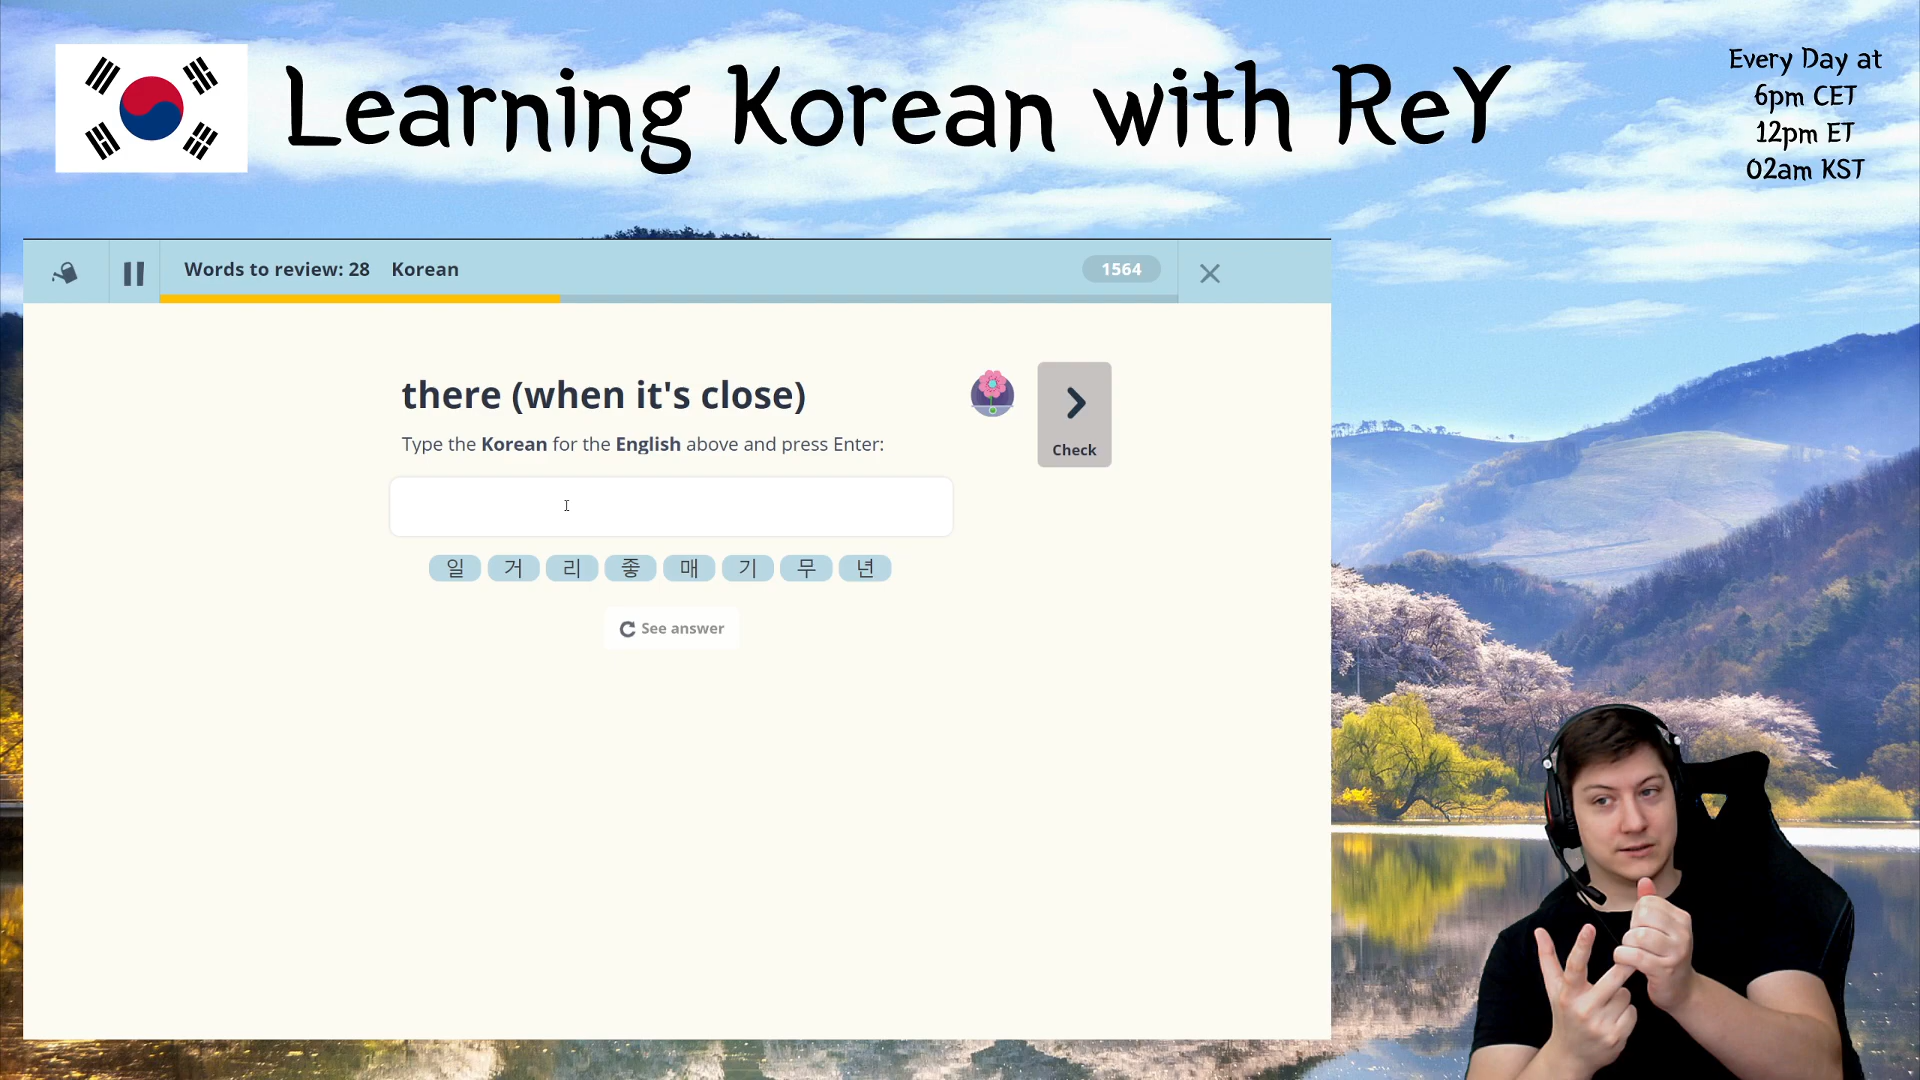 Learning Korean with ReY
Every Day at
6pm CET
12pm ET
02am KST
Words to review: 28 Korean
1564
there (when it's close)
Type the Korean for the English above and press Enter:
Check
일 거 리 좋 매 기 무 년
See answer